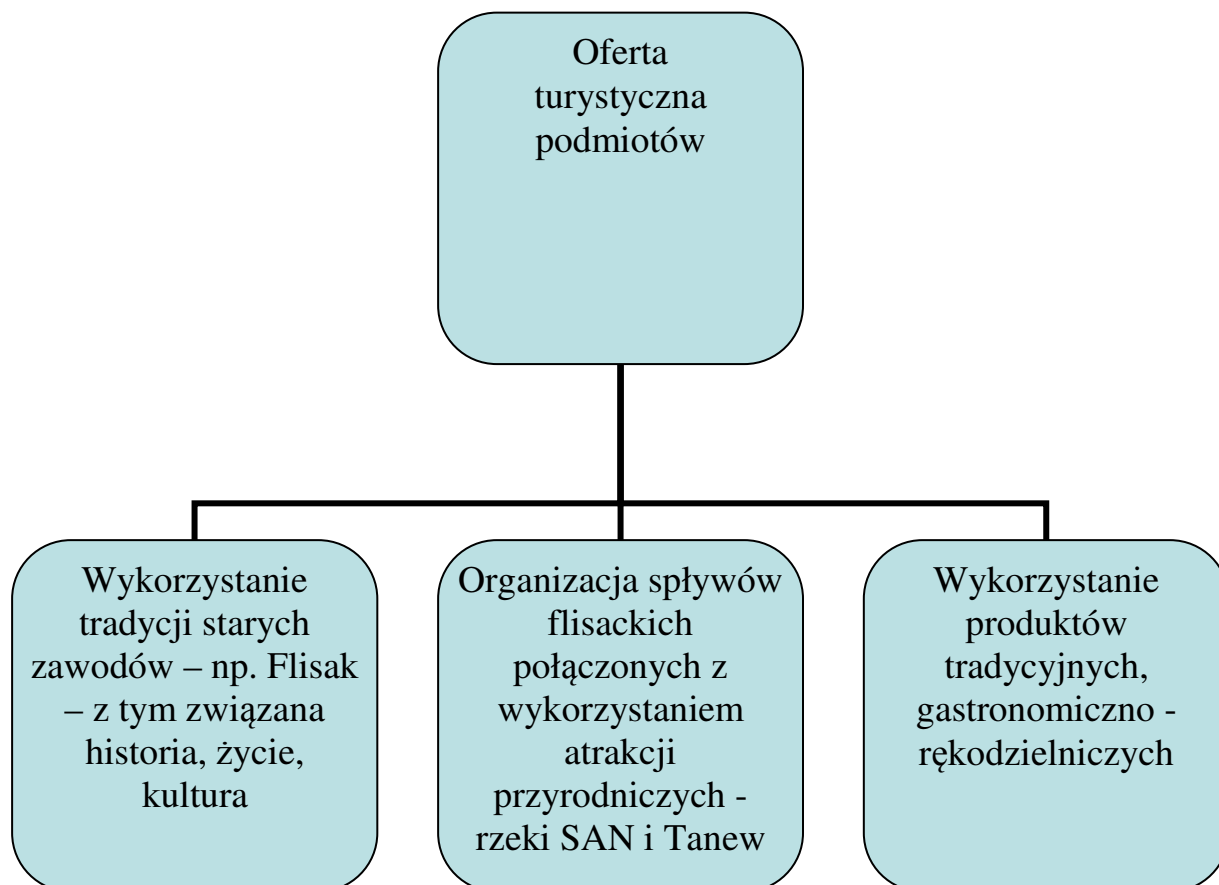 Oferta
turystyczna
podmiotów
Wykorzystanie
tradycji starych
zawodów – np. Flisak
– z tym związana
historia, życie,
kultura
Organizacja spływów
flisackich
połączonych z
wykorzystaniem
atrakcji
przyrodniczych -
rzeki SAN i Tanew
Wykorzystanie
produktów
tradycyjnych,
gastronomiczno -
rękodzielniczych